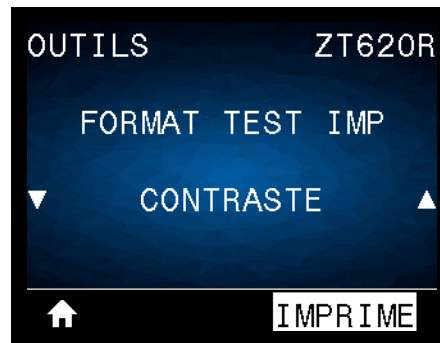 OUTILS ZT620R
FORMAT TEST IMP
CONTRASTE
IMPRIME